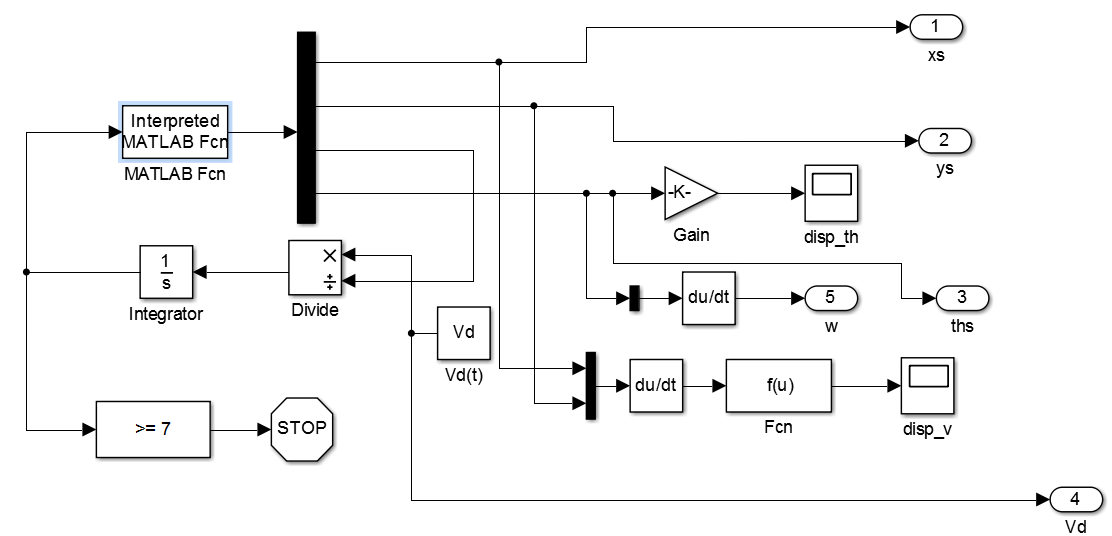 1
xs
Interpreted
MATLAB Fcn
MATLAB Fcn
2
ys
-K-
Gain
disp_th
1
s
Integrator
×
÷
Divide
du/dt
5
w
3
ths
Vd
Vd(t)
du/dt
f(u)
Fcn
disp_v
>= 7
STOP
4
Vd